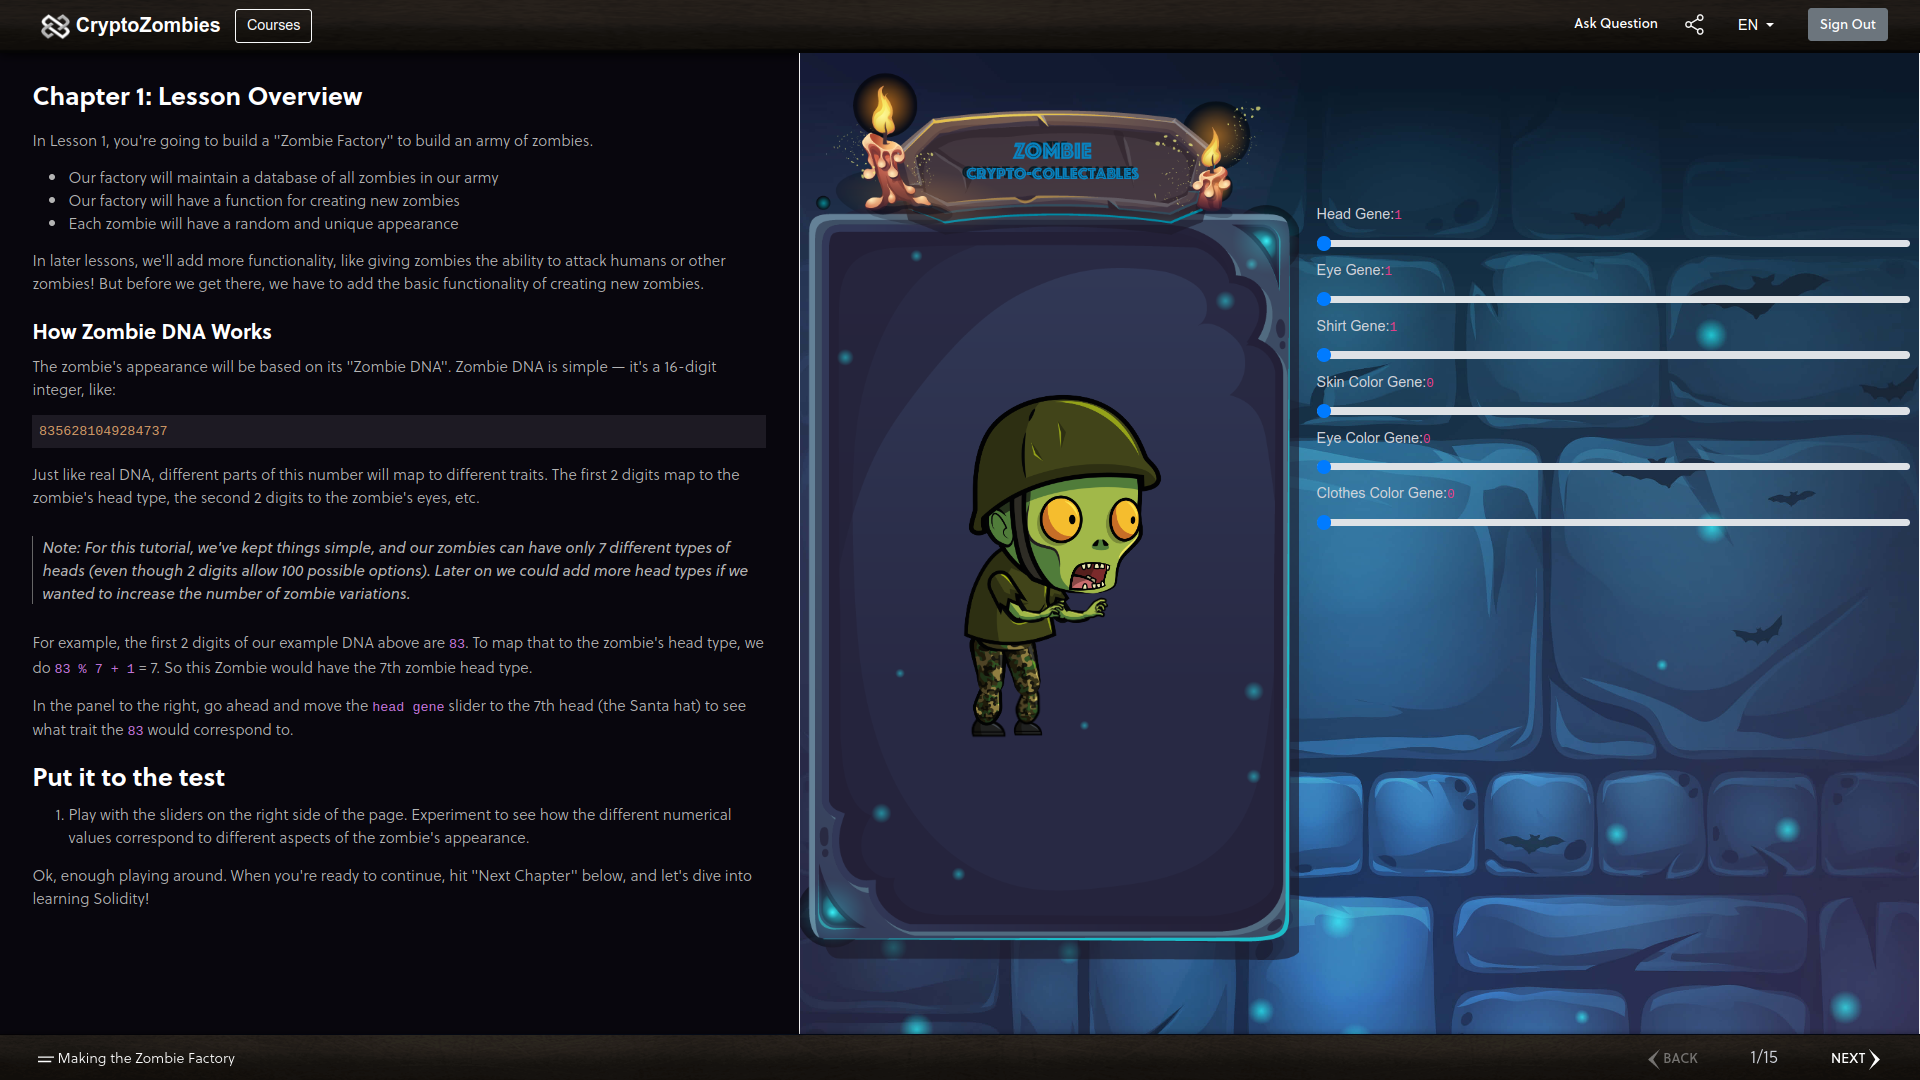 CryptoZombies
Courses
Ask Question
EN
Sign Out
Chapter 1: Lesson Overview
In Lesson 1, you're going to build a "Zombie Factory" to build an army of zombies.
• Our factory will maintain a database of all zombies in our army
• Our factory will have a function for creating new zombies
• Each zombie will have a random and unique appearance
In later lessons, we'll add more functionality, like giving zombies the ability to attack humans or other
zombies! But before we get there, we have to add the basic functionality of creating new zombies.
How Zombie DNA Works
The zombie's appearance will be based on its "Zombie DNA". Zombie DNA is simple — it's a 16-digit
integer, like:
8356281049284737
Just like real DNA, different parts of this number will map to different traits. The first 2 digits map to the
zombie's head type, the second 2 digits to the zombie's eyes, etc.
Note: For this tutorial, we've kept things simple, and our zombies can have only 7 different types of
heads (even though 2 digits allow 100 possible options). Later on we could add more head types if we
wanted to increase the number of zombie variations.
For example, the first 2 digits of our example DNA above are 83. To map that to the zombie's head type, we
do 83 % 7 + 1 = 7. So this Zombie would have the 7th zombie head type.
In the panel to the right, go ahead and move the head gene slider to the 7th head (the Santa hat) to see
what trait the 83 would correspond to.
Put it to the test
1. Play with the sliders on the right side of the page. Experiment to see how the different numerical
values correspond to different aspects of the zombie's appearance.
Ok, enough playing around. When you're ready to continue, hit "Next Chapter" below, and let's dive into
learning Solidity!
ZOMBIE
CRYPTO-COLLECTABLES
Head Gene:1
Eye Gene:1
Shirt Gene:1
Skin Color Gene:0
Eye Color Gene:0
Clothes Color Gene:0
Making the Zombie Factory
BACK
1/15
NEXT